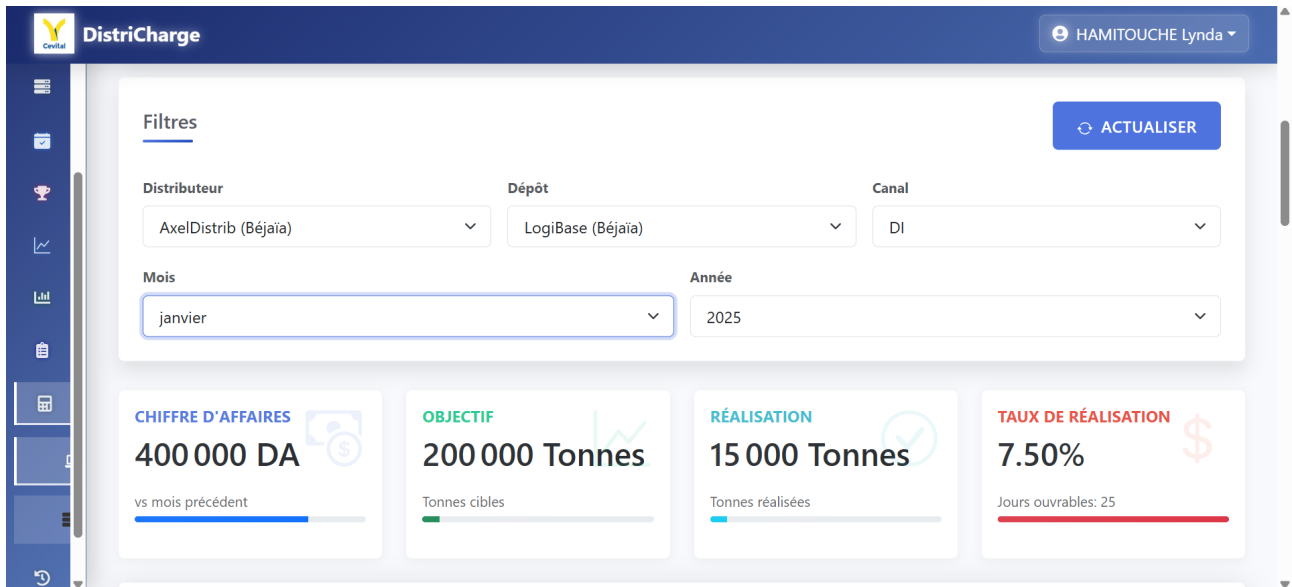 Cevital
DistriCharge
HAMITOUCHE Lynda
Filtres
ACTUALISER
Distributeur
Dépôt
Canal
AxelDistrib (Béjaïa)
LogiBase (Béjaïa)
DI
Mois
Année
janvier
2025
CHIFFRE D'AFFAIRES
400 000 DA
vs mois précédent
OBJECTIF
200 000 Tonnes
Tonnes cibles
RÉALISATION
15 000 Tonnes
Tonnes réalisées
TAUX DE RÉALISATION
7.50%
Jours ouvrables: 25